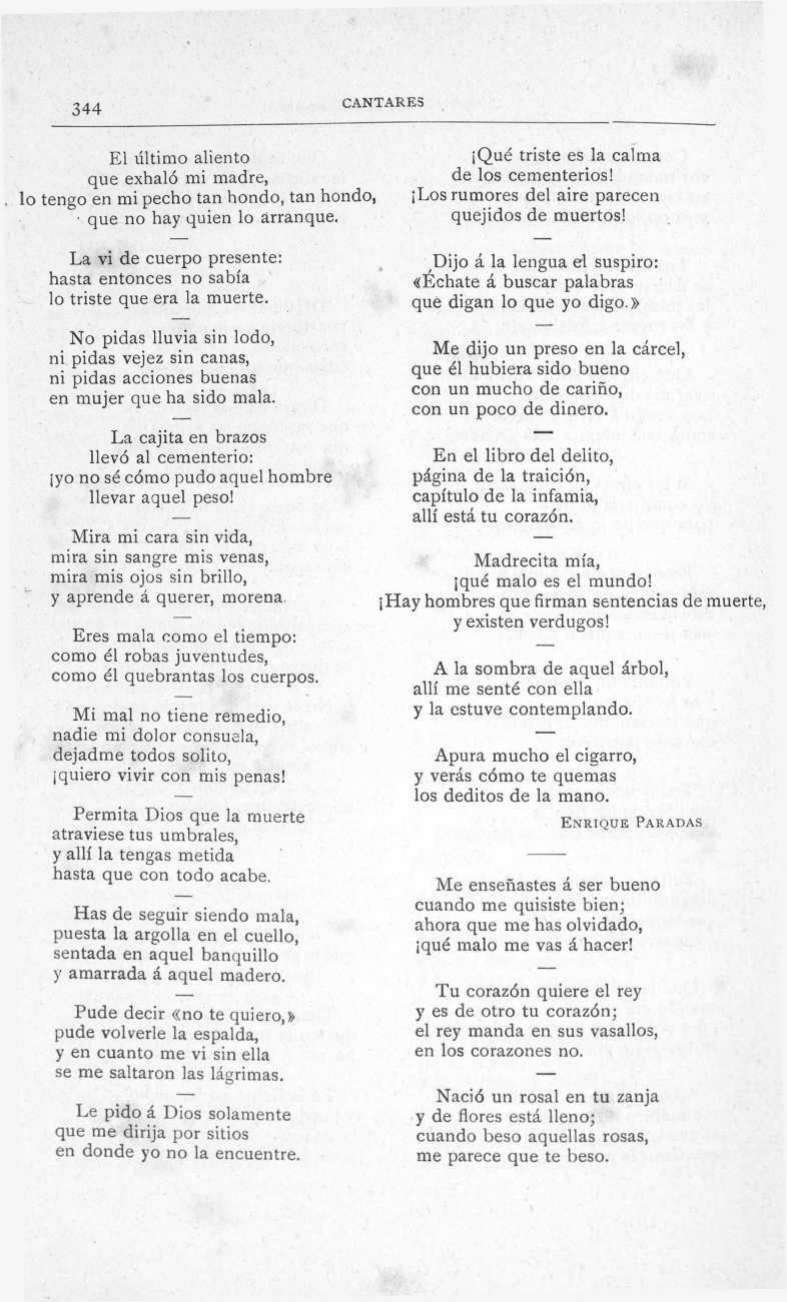 344
CANTARES
El último aliento
que exhaló mi madre,
lo tengo en mi pecho tan hondo, tan hondo,
que no hay quien lo arranque.
La vi de cuerpo presente:
hasta entonces no sabía
lo triste que era la muerte.
No pidas lluvia sin lodo,
ni pidas vejez sin canas,
ni pidas acciones buenas
en mujer que ha sido mala.
La cajita en brazos
llevó al cementerio:
¡yo no sé cómo pudo aquel hombre
llevar aquel peso!
Mira mi cara sin vida,
mira sin sangre mis venas,
mira mis ojos sin brillo,
y aprende á querer, morena.
Eres mala como el tiempo:
como él robas juventudes,
como él quebrantas los cuerpos.
Mi mal no tiene remedio,
nadie mi dolor consuela,
dejadme todos solito,
¡quiero vivir con mis penas!
Permita Dios que la muerte
atraviese tus umbrales,
y allí la tengas metida
hasta que con todo acabe.
Has de seguir siendo mala,
puesta la argolla en el cuello,
sentada en aquel banquillo
y amarrada á aquel madero.
Pude decir «no te quiero,»
pude volverle la espalda,
y en cuanto me vi sin ella
se me saltaron las lágrimas.
Le pido á Dios solamente
que me dirija por sitios
en donde yo no la encuentre.
¡Qué triste es la calma
de los cementerios!
¡Los rumores del aire parecen
quejidos de muertos!
Dijo á la lengua el suspiro:
«Échate á buscar palabras
que digan lo que yo digo.»
Me dijo un preso en la cárcel,
que él hubiera sido bueno
con un mucho de cariño,
con un poco de dinero.
En el libro del delito,
página de la traición,
capítulo de la infamia,
allí está tu corazón.
Madrecita mía,
¡qué malo es el mundo!
¡Hay hombres que firman sentencias de muerte,
y existen verdugos!
A la sombra de aquel árbol,
allí me senté con ella
y la estuve contemplando.
Apura mucho el cigarro,
y verás cómo te quemas
los deditos de la mano.
ENRIQUE PARADAS
Me enseñastes á ser bueno
cuando me quisiste bien;
ahora que me has olvidado,
¡qué malo me vas á hacer!
Tu corazón quiere el rey
y es de otro tu corazón;
el rey manda en sus vasallos,
en los corazones no.
Nació un rosal en tu zanja
y de flores está lleno;
cuando beso aquellas rosas,
me parece que te beso.